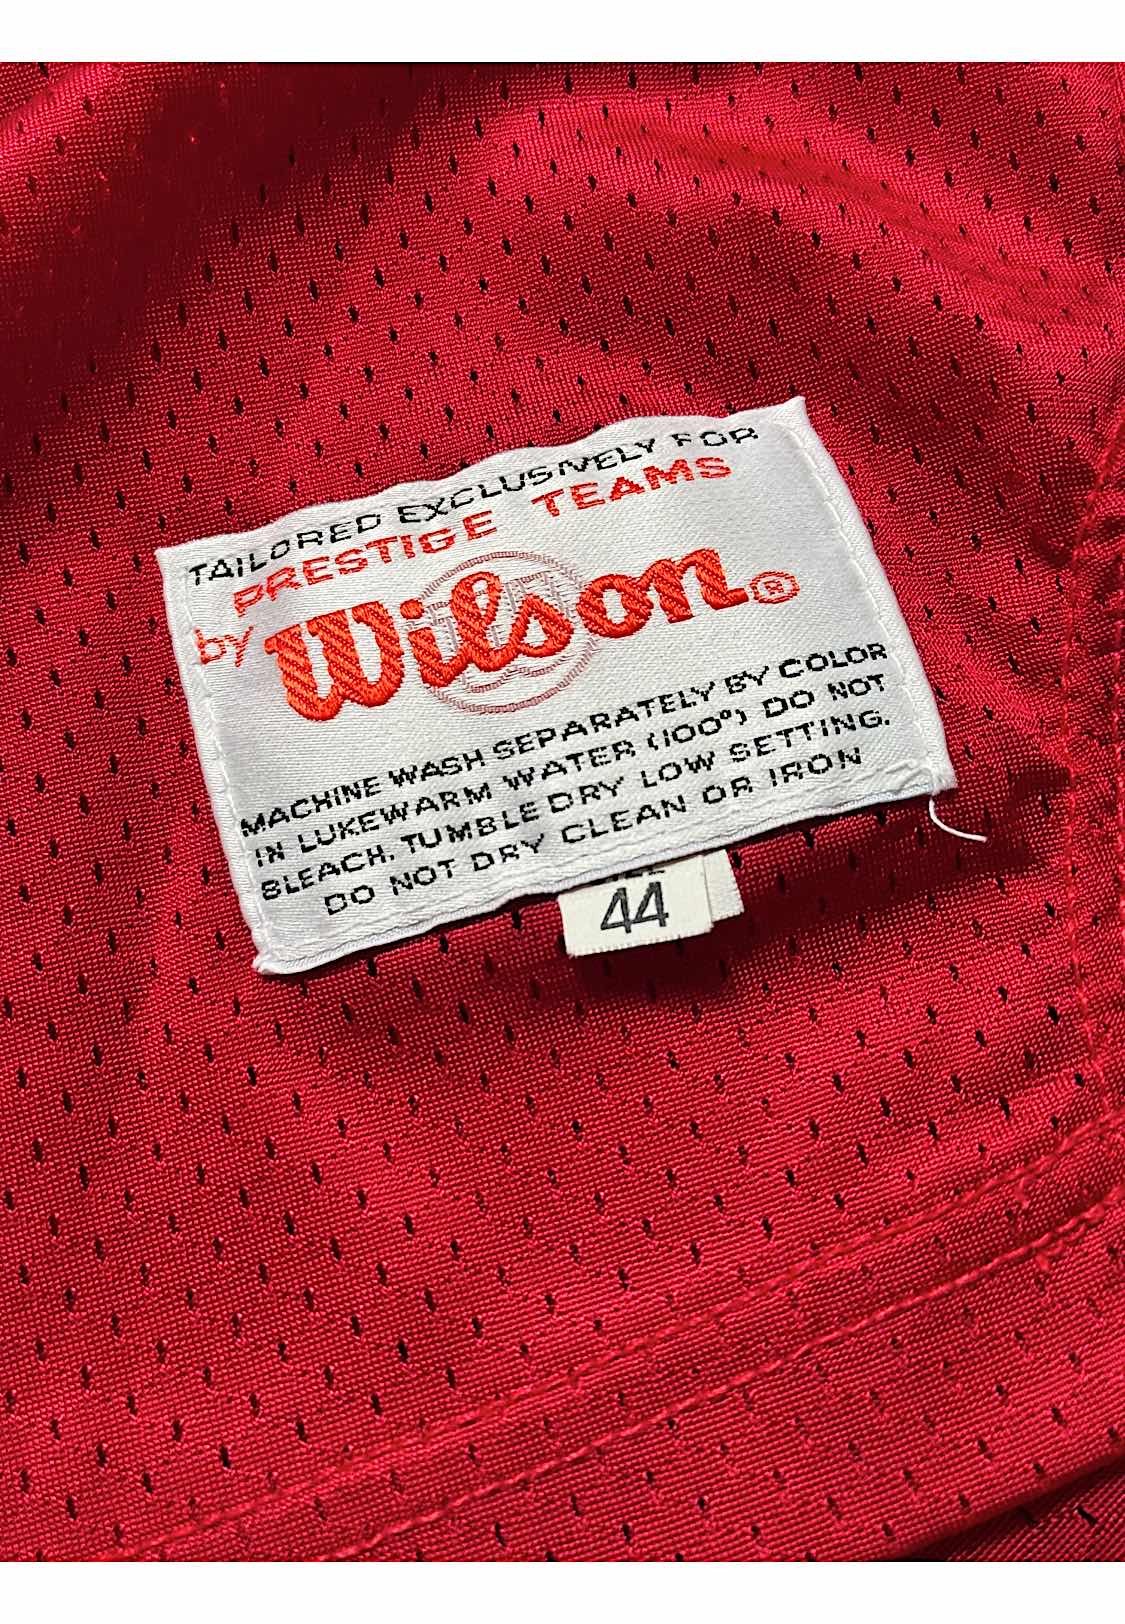 TAILORED EXCLUSIVELY FOR
PRESTIGE TEAMS
by Wilson®
MACHINE WASH SEPARATELY BY COLOR
IN LUKEWARM WATER (100°) DO NOT
BLEACH. TUMBLE DRY LOW SETTING.
DO NOT DRY CLEAN OR IRON
44